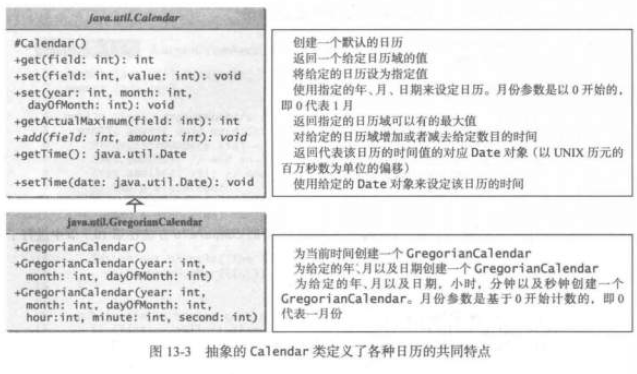 java.util.Calendar
#Calendar()
+get(field: int): int
+set(field: int, value: int): void
+set(year: int, month: int,
dayOfMonth: int): void
+getActualMaximum(field: int): int
+add(field: int, amount: int): void
+getTime(): java.util.Date
+setTime(date: java.util.Date): void
创建一个默认的日历
返回一个给定日历域的值
将给定的日历设为指定值
使用指定的年、月、日期来设定日历。月份参数是以 0 开始的，
即 0 代表 1 月
返回指定的日历域可以有的最大值
对给定的日历域增加或者减去给定数目的时间
返回代表该日历的时间值的对应 Date 对象（以 UNIX 历元的
百万秒数为单位的偏移）
使用给定的 Date 对象来设定该日历的时间
java.util.GregorianCalendar
+GregorianCalendar()
+GregorianCalendar(year: int,
month: int, dayOfMonth: int)
+GregorianCalendar(year: int,
month: int, dayOfMonth: int,
hour:int, minute: int, second: int)
为当前时间创建一个 GregorianCalendar
为给定的年、月以及日期创建一个 GregorianCalendar
为给定的年、月以及日期，小时，分钟以及秒钟创建一个
GregorianCalendar。月份参数是基于 0 开始计数的，即 0
代表一月份
图 13-3 抽象的 Calendar 类定义了各种日历的共同特点